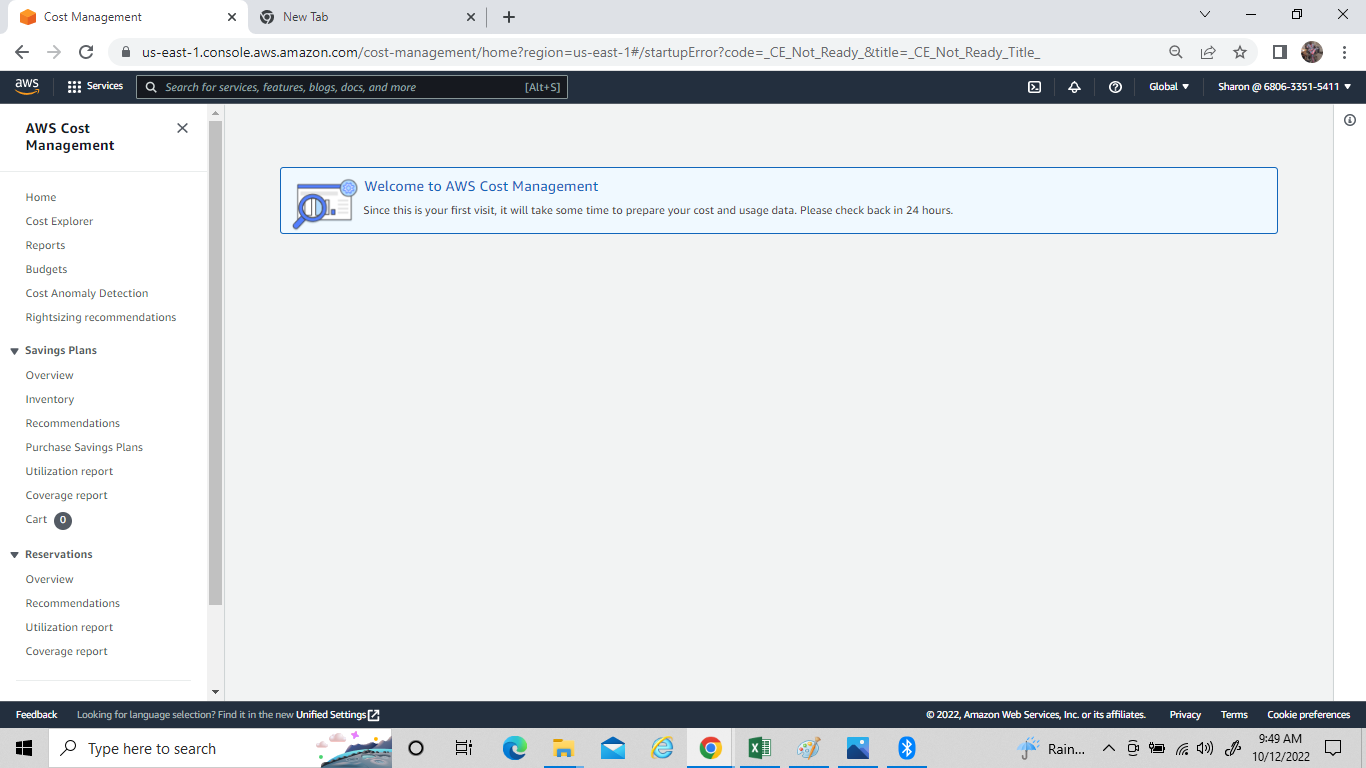 Cost Management
New Tab
us-east-1.console.aws.amazon.com/cost-management/home?region=us-east-1#/startupError?code=_CE_Not_Ready_&title=_CE_Not_Ready_Title_
aws
Services
Search for services, features, blogs, docs, and more
[Alt+S]
Global
Sharon @ 6806-3351-5411
AWS Cost
Management
Home
Cost Explorer
Reports
Budgets
Cost Anomaly Detection
Rightsizing recommendations
Savings Plans
Overview
Inventory
Recommendations
Purchase Savings Plans
Utilization report
Coverage report
Cart 0
Reservations
Overview
Recommendations
Utilization report
Coverage report
Welcome to AWS Cost Management
Since this is your first visit, it will take some time to prepare your cost and usage data. Please check back in 24 hours.
Feedback
Looking for language selection? Find it in the new Unified Settings
© 2022, Amazon Web Services, Inc. or its affiliates.
Privacy
Terms
Cookie preferences
Type here to search
Rain...
9:49 AM
10/12/2022